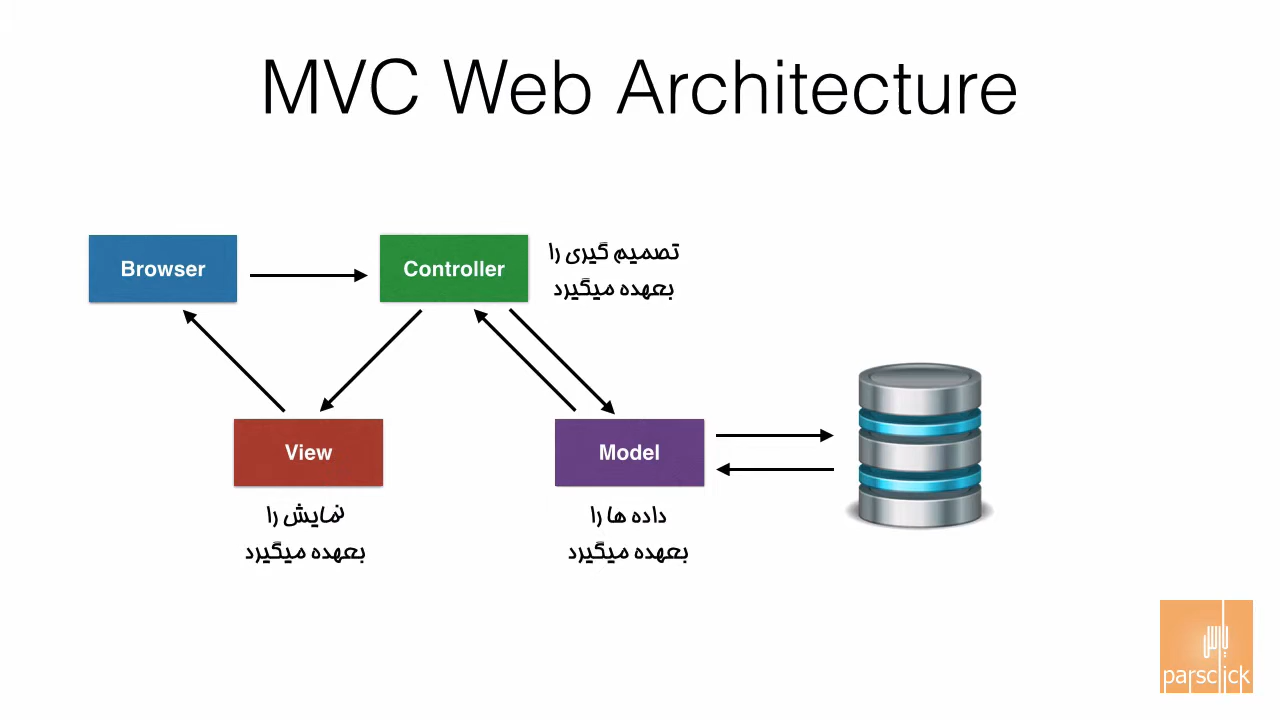 MVC Web Architecture
Browser
Controller
تصمیم گیری را
بعهده میگیرد
View
Model
نمایش را
بعهده میگیرد
داده ها را
بعهده میگیرد
پارس
parsclick